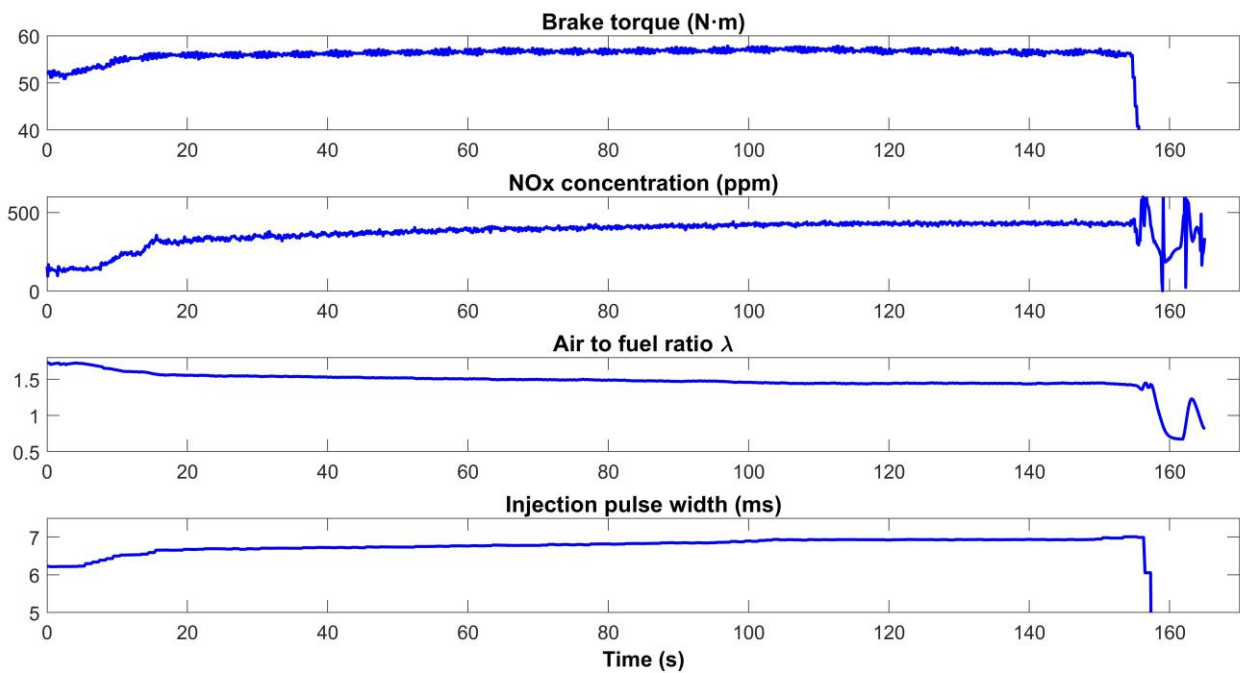 Brake torque (N·m)
60
50
40
0 20 40 60 80 100 120 140 160
NOx concentration (ppm)
500
0
0 20 40 60 80 100 120 140 160
Air to fuel ratio λ
1.5
1
0.5
0 20 40 60 80 100 120 140 160
Injection pulse width (ms)
7
6
5
0 20 40 60 80 100 120 140 160
Time (s)